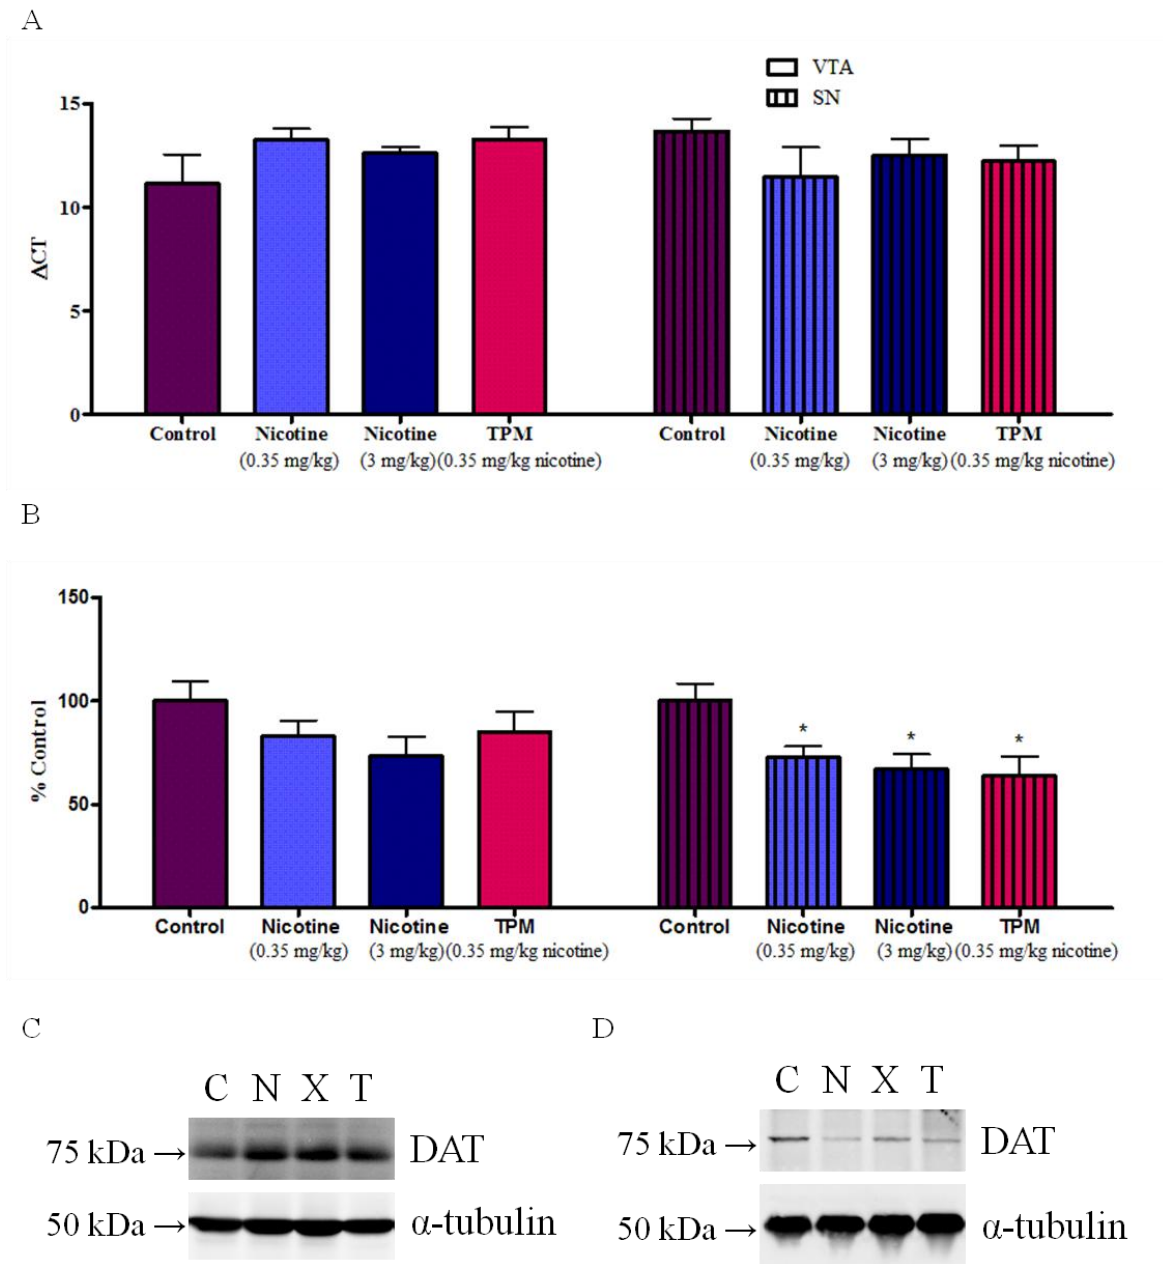 A
VTA
SN
15
10
5
0
ΔCT
Control Nicotine Nicotine TPM Control Nicotine Nicotine TPM
(0.35 mg/kg) (3 mg/kg) (0.35 mg/kg nicotine) (0.35 mg/kg) (3 mg/kg) (0.35 mg/kg nicotine)
B
150
100
50
0
% Control
* * *
Control Nicotine Nicotine TPM Control Nicotine Nicotine TPM
(0.35 mg/kg) (3 mg/kg) (0.35 mg/kg nicotine) (0.35 mg/kg) (3 mg/kg) (0.35 mg/kg nicotine)
C
C N X T
75 kDa → DAT
50 kDa → α-tubulin
D
C N X T
75 kDa → DAT
50 kDa → α-tubulin